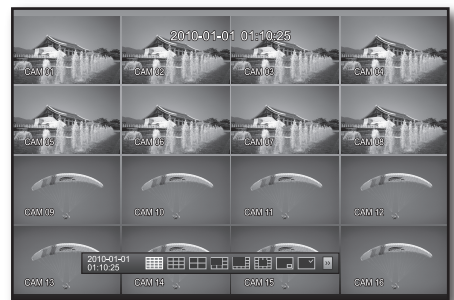 2010-01-01 01:10:25
CAM 01
CAM 02
CAM 03
CAM 04
CAM 05
CAM 06
CAM 07
CAM 08
CAM 09
CAM 10
CAM 11
CAM 12
2010-01-01
01:10:25
CAM 13
CAM 14
CAM 15
CAM 16